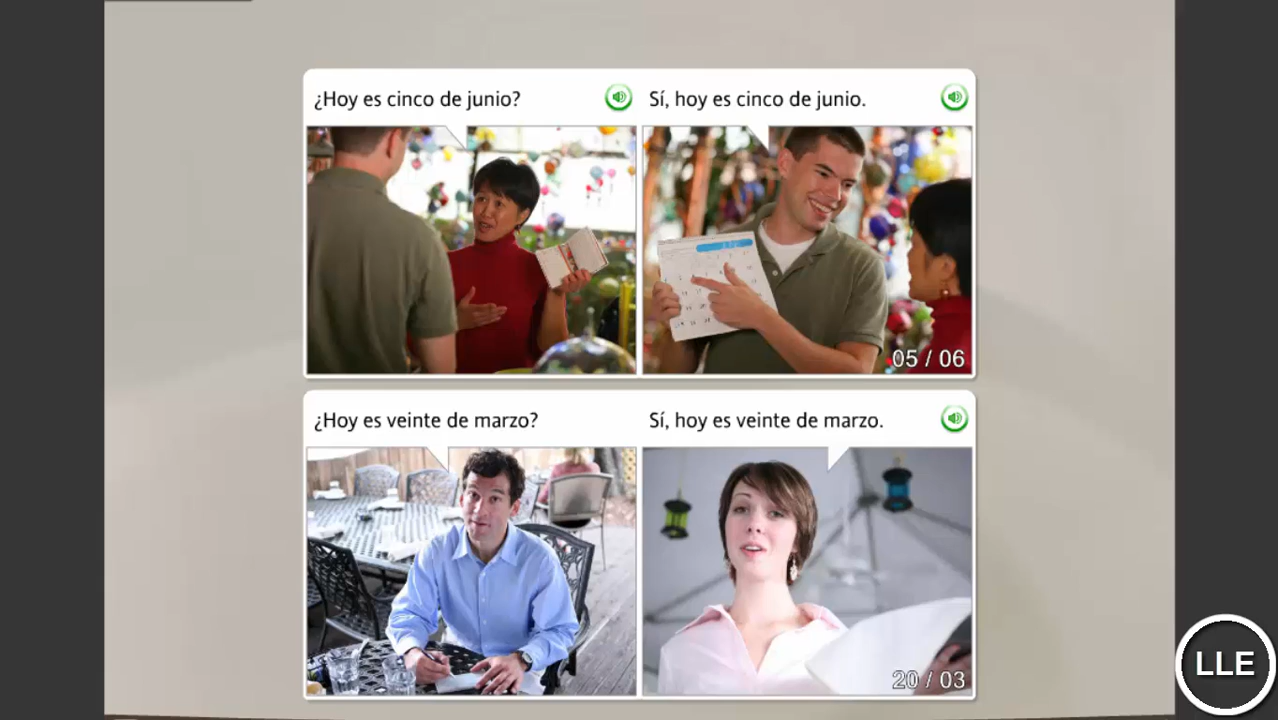 ¿Hoy es cinco de junio?
Sí, hoy es cinco de junio.
05 / 06
¿Hoy es veinte de marzo?
Sí, hoy es veinte de marzo.
20 / 03
LLE